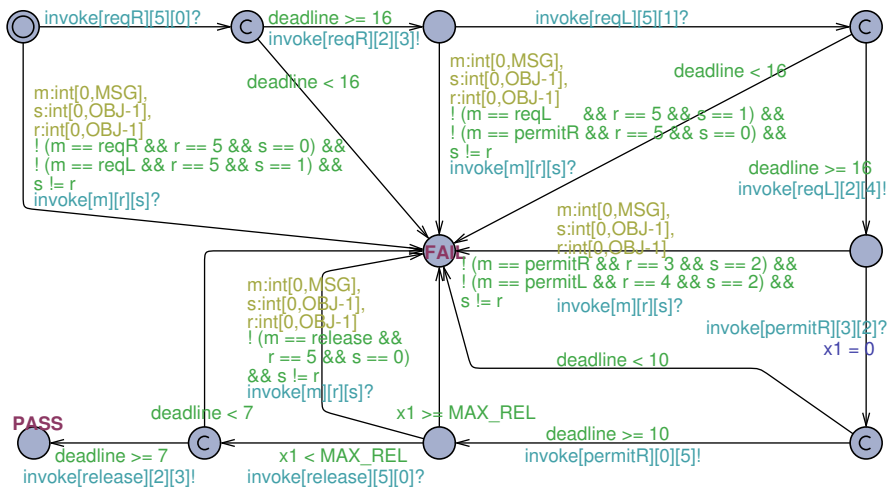 invoke[reqR][5][0]?
C
deadline >= 16
invoke[reqR][2][3]!
invoke[reqL][5][1]?
C
deadline < 16
deadline < 16
m:int[0,MSG],
s:int[0,OBJ-1],
r:int[0,OBJ-1]
! (m == reqR && r == 5 && s == 0) &&
! (m == reqL && r == 5 && s == 1) &&
s != r
invoke[m][r][s]?
m:int[0,MSG],
s:int[0,OBJ-1],
r:int[0,OBJ-1]
! (m == reqL && r == 5 && s == 1) &&
! (m == permitR && r == 5 && s == 0) &&
s != r
invoke[m][r][s]?
deadline >= 16
invoke[reqL][2][4]!
FAIL
m:int[0,MSG],
s:int[0,OBJ-1],
r:int[0,OBJ-1]
! (m == permitR && r == 3 && s == 2) &&
! (m == permitL && r == 4 && s == 2) &&
s != r
invoke[m][r][s]?
m:int[0,MSG],
s:int[0,OBJ-1],
r:int[0,OBJ-1]
! (m == release &&
r == 5 && s == 0)
&& s != r
invoke[m][r][s]?
invoke[permitR][3][2]?
x1 = 0
deadline < 10
PASS
deadline < 7
x1 >= MAX_REL
C
C
deadline >= 7
invoke[release][2][3]!
x1 < MAX_REL
invoke[release][5][0]?
deadline >= 10
invoke[permitR][0][5]!